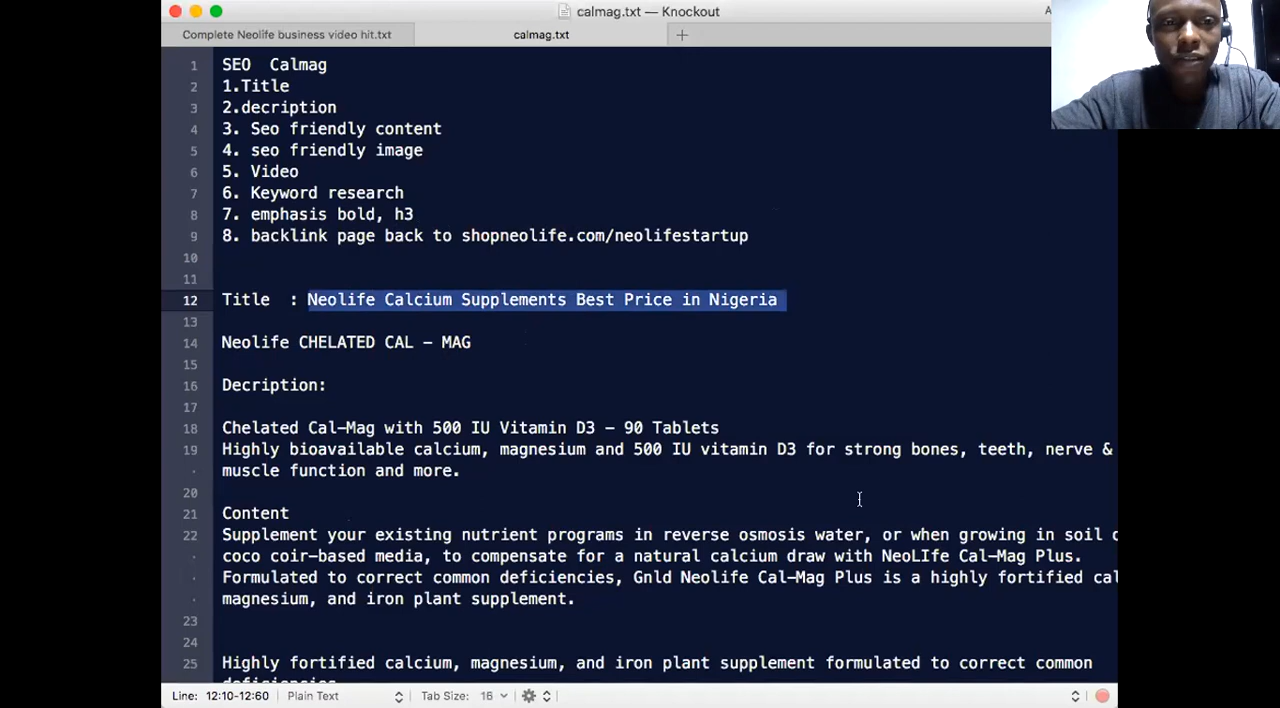 calmag.txt — Knockout
Complete Neolife business video hit.txt
calmag.txt
1 SEO  Calmag
2 1.Title
3 2.decription
4 3. Seo friendly content
5 4. seo friendly image
6 5. Video
7 6. Keyword research
8 7. emphasis bold, h3
9 8. backlink page back to shopneolife.com/neolifestartup
10
11
12 Title  : Neolife Calcium Supplements Best Price in Nigeria
13
14 Neolife CHELATED CAL - MAG
15
16 Decription:
17
18 Chelated Cal-Mag with 500 IU Vitamin D3 - 90 Tablets
19 Highly bioavailable calcium, magnesium and 500 IU vitamin D3 for strong bones, teeth, nerve &
muscle function and more.
20
21 Content
22 Supplement your existing nutrient programs in reverse osmosis water, or when growing in soil
coco coir-based media, to compensate for a natural calcium draw with NeoLIfe Cal-Mag Plus.
Formulated to correct common deficiencies, Gnld Neolife Cal-Mag Plus is a highly fortified cal
magnesium, and iron plant supplement.
23
24
25 Highly fortified calcium, magnesium, and iron plant supplement formulated to correct common
deficiencies
Line: 12:10-12:60 Plain Text Tab Size: 16